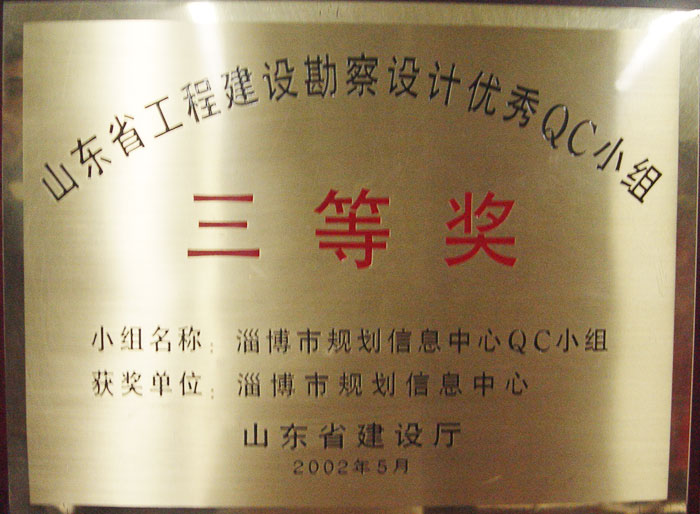 山东省工程建设勘察设计优秀QC小组
三等奖
小组名称：淄博市规划信息中心QC小组
获奖单位：淄博市规划信息中心
山东省建设厅
2002年5月